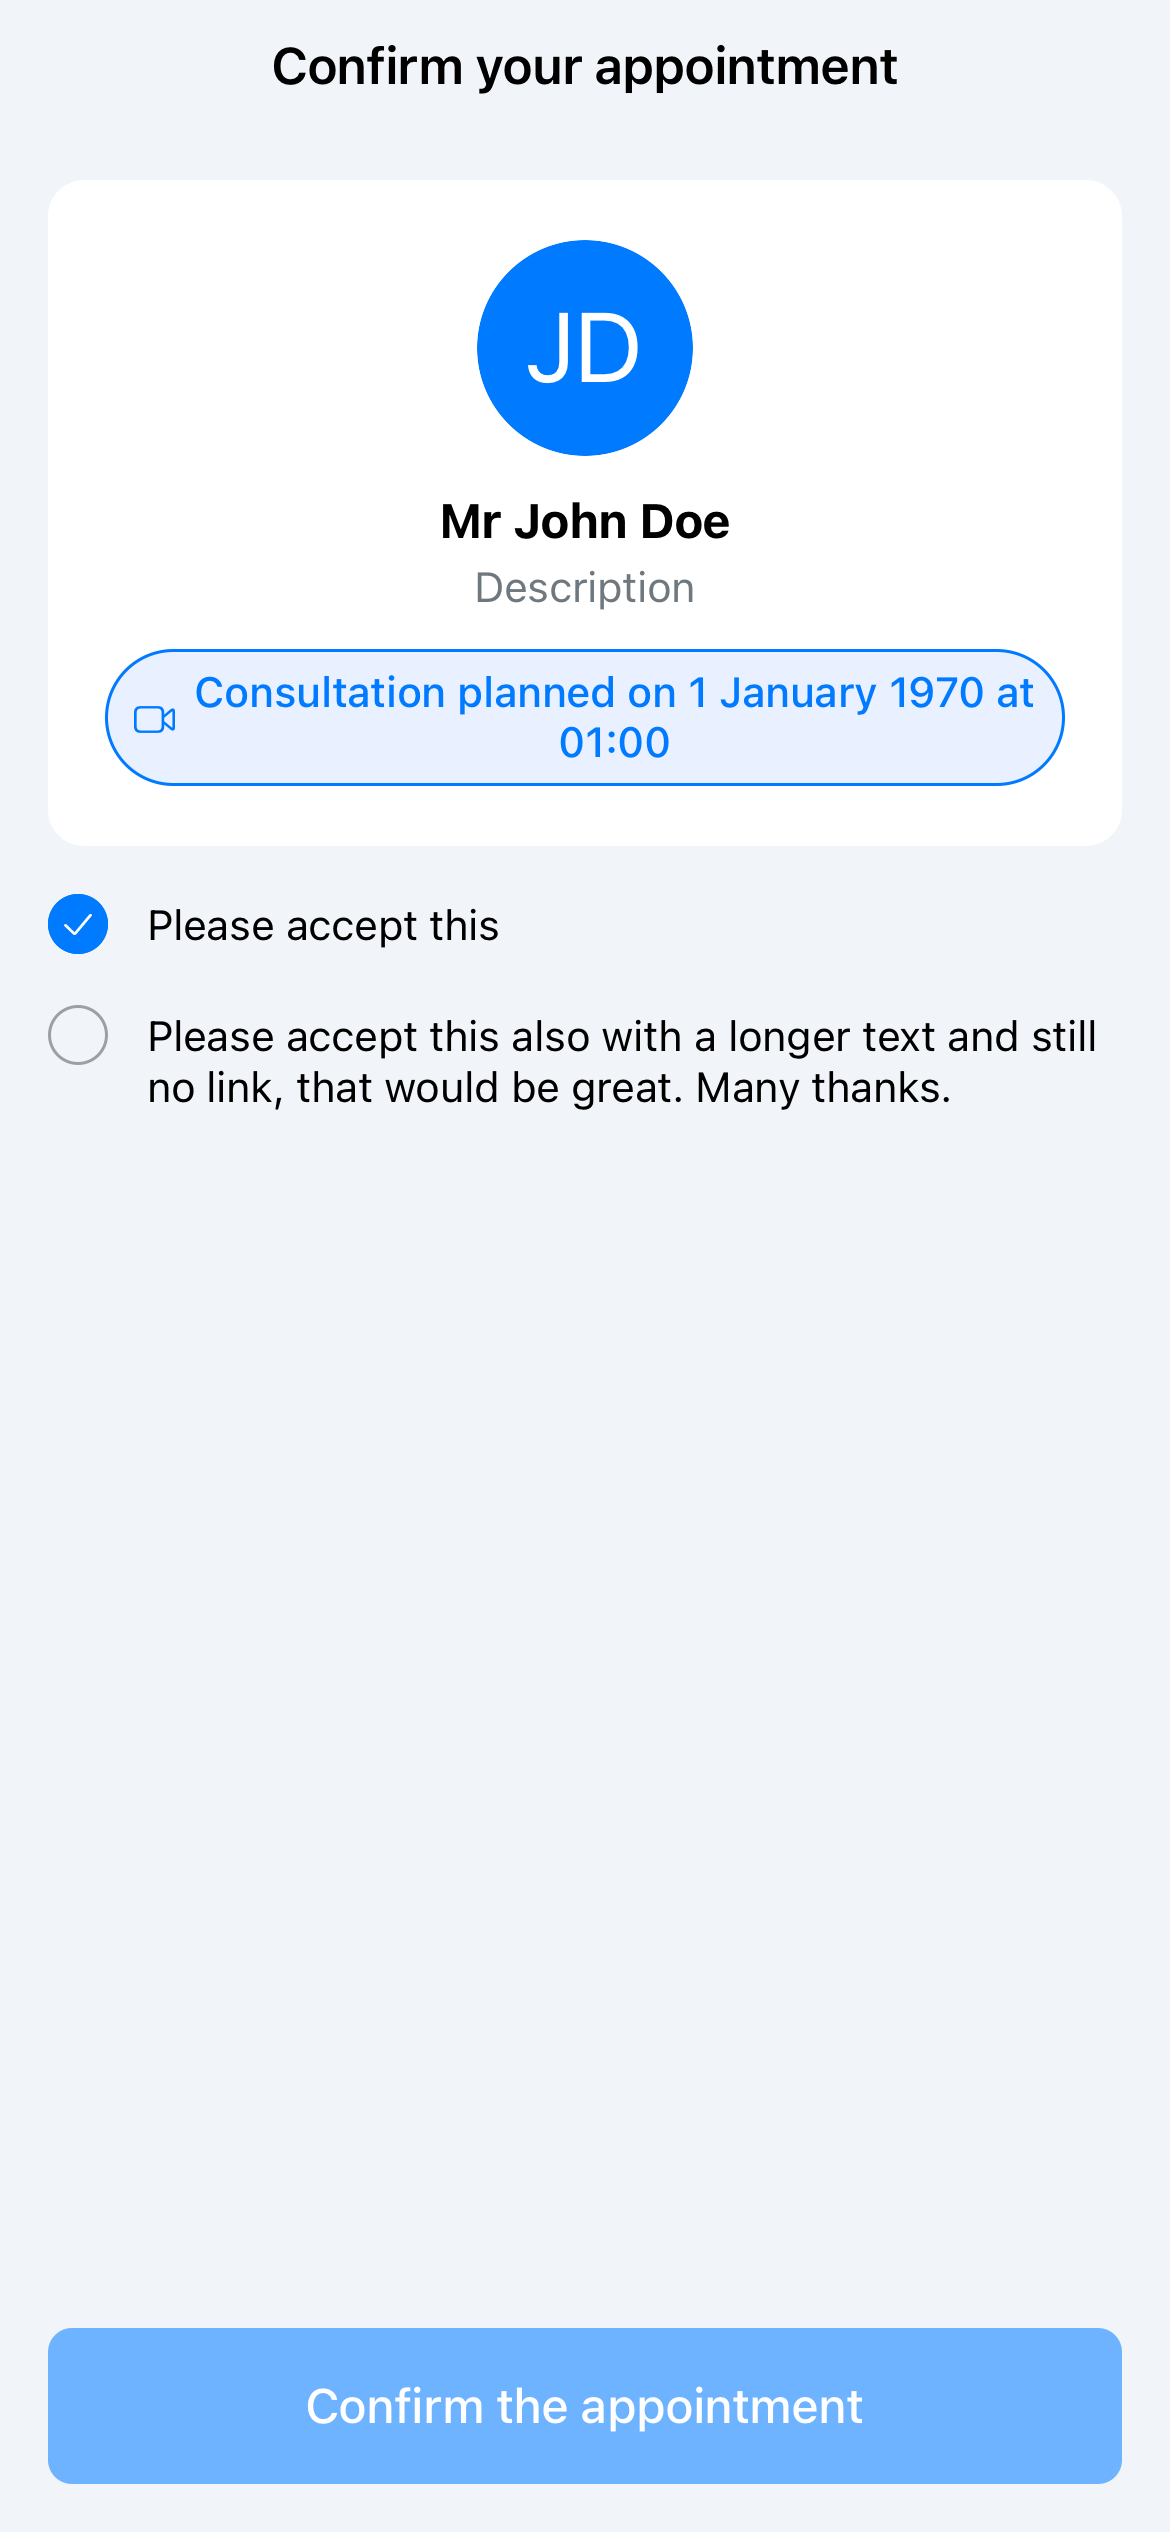 Confirm your appointment
JD
Mr John Doe
Description
Consultation planned on 1 January 1970 at
01:00
Please accept this
Please accept this also with a longer text and still
no link, that would be great. Many thanks.
Confirm the appointment